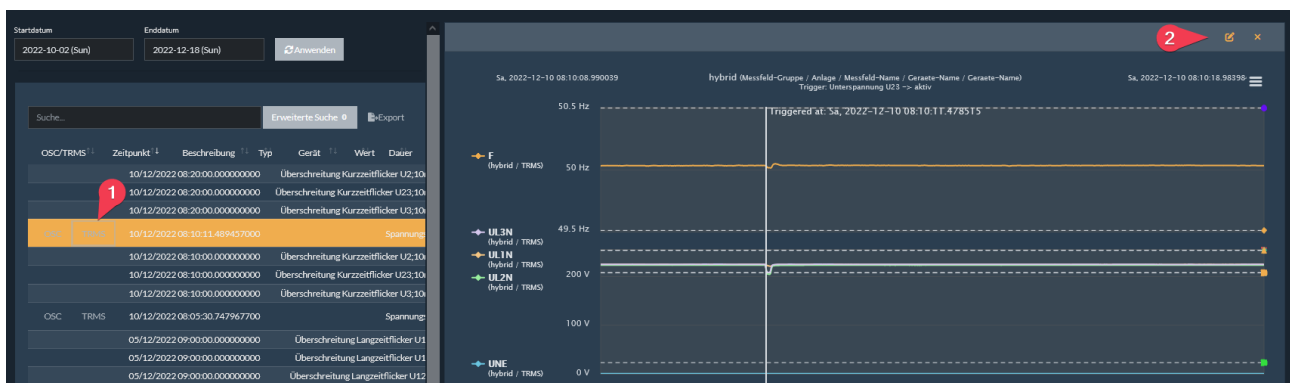 Startdatum
Enddatum
2022-10-02 (Sun)
2022-12-18 (Sun)
Anwenden
Suche...
Erweiterte Suche 0
Export
OSC/TRMS Zeitpunkt Beschreibung Typ Gerät Wert Dauer
10/12/2022 08:20:00.000000000 Überschreitung Kurzzeitflicker U2;10
10/12/2022 08:20:00.000000000 Überschreitung Kurzzeitflicker U23;10
10/12/2022 08:20:00.000000000 Überschreitung Kurzzeitflicker U3;10
1
OSC TRMS 10/12/2022 08:10:11.489457000 Spannung
10/12/2022 08:10:00.000000000 Überschreitung Kurzzeitflicker U2;10
10/12/2022 08:10:00.000000000 Überschreitung Kurzzeitflicker U23;10
10/12/2022 08:10:00.000000000 Überschreitung Kurzzeitflicker U3;10
OSC TRMS 10/12/2022 08:05:30.747967700 Spannung
05/12/2022 09:00:00.000000000 Überschreitung Langzeitflicker U1
05/12/2022 09:00:00.000000000 Überschreitung Langzeitflicker U1
05/12/2022 09:00:00.000000000 Überschreitung Langzeitflicker U12
2
Sa, 2022-12-10 08:10:08.990039
hybrid (Messfeld-Gruppe / Anlage / Messfeld-Name / Geraete-Name / Geraete-Name)
Trigger: Unterspannung U23 -> aktiv
Sa, 2022-12-10 08:10:18.98398
50.5 Hz
Triggered at: Sa, 2022-12-10 08:10:11.478515
F
(hybrid / TRMS)
50 Hz
49.5 Hz
UL3N
(hybrid / TRMS)
UL1N
(hybrid / TRMS)
UL2N
(hybrid / TRMS)
200 V
100 V
UNE
(hybrid / TRMS)
0 V